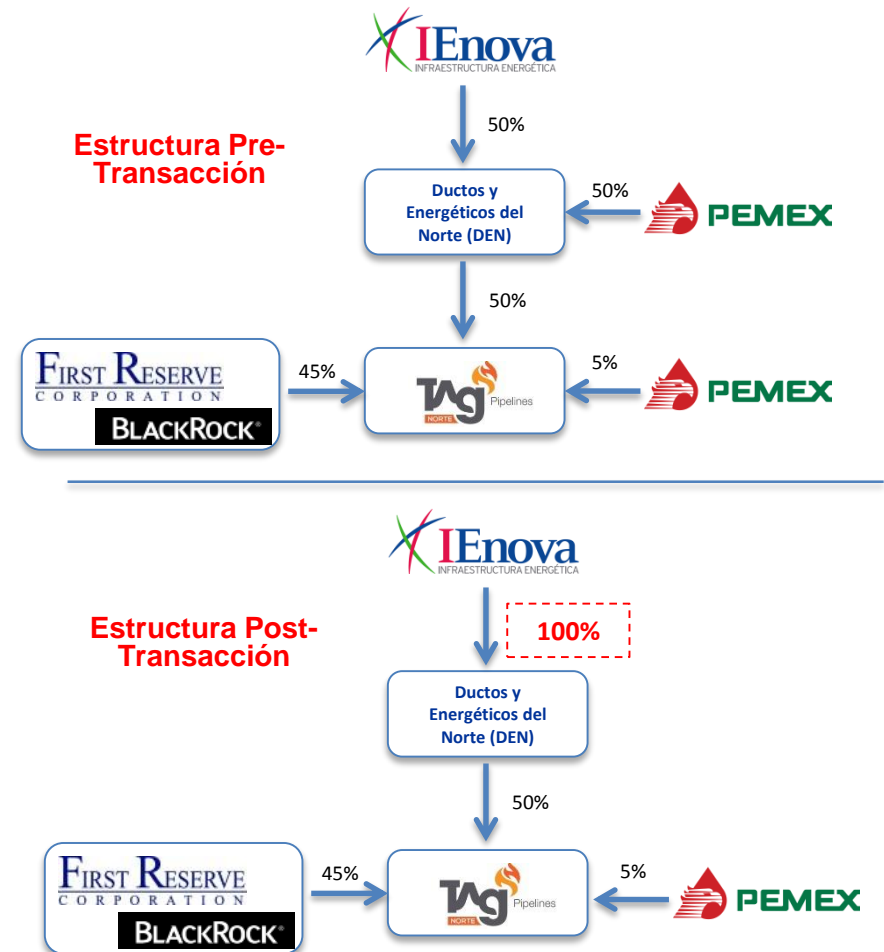 IEnova
INFRAESTRUCTURA ENERGÉTICA
50%
Estructura Pre-
Transacción
Ductos y
Energéticos del
Norte (DEN)
50%
PEMEX
50%
FIRST RESERVE
CORPORATION
BLACKROCK®
45%
TAG
Pipelines
NORTE
5%
PEMEX
IEnova
INFRAESTRUCTURA ENERGÉTICA
Estructura Post-
Transacción
100%
Ductos y
Energéticos del
Norte (DEN)
50%
FIRST RESERVE
CORPORATION
BLACKROCK®
45%
TAG
Pipelines
NORTE
5%
PEMEX